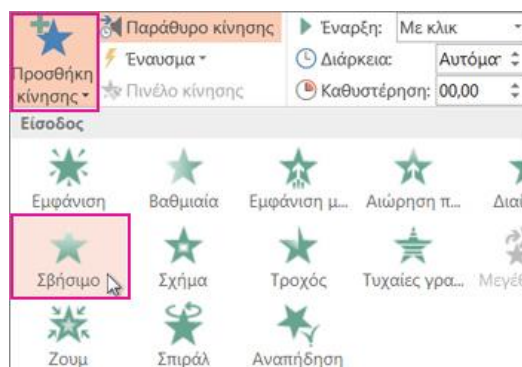 Προσθήκη
κίνησης
Παράθυρο κίνησης
Έναυσμα
Πινέλο κίνησης
Έναρξη: Με κλικ
Διάρκεια: Αυτόμα
Καθυστέρηση: 00,00
Είσοδος
Εμφάνιση Βαθμιαία Εμφάνιση μ... Αιώρηση π... Διαί
Σβήσιμο Σχήμα Τροχός Τυχαίες γρα... Μεγέθ
Ζουμ Σπιράλ Αναπήδηση